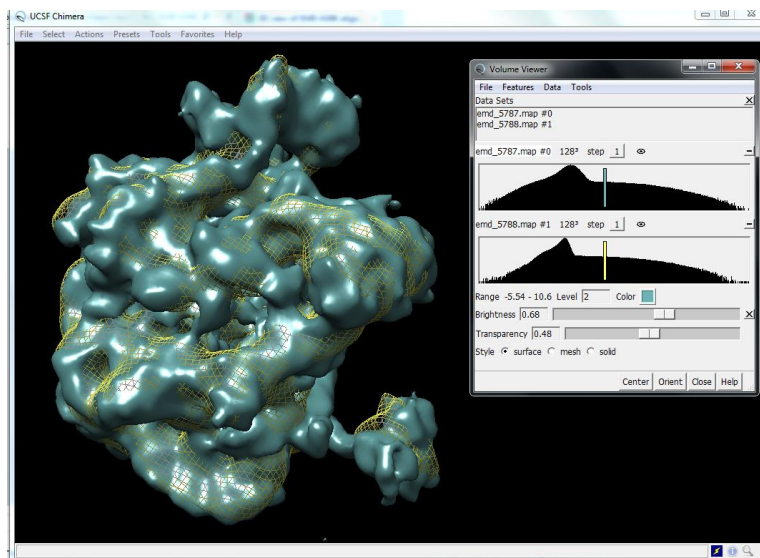 UCSF Chimera
File Select Actions Presets Tools Favorites Help
Volume Viewer
File Features Data Tools
Data Sets
emd_5787.map #0
emd_5788.map #1
emd_5787.map #0 128³ step 1
emd_5788.map #1 128³ step 1
Range -5.54 - 10.6 Level 2 Color
Brightness 0.68
Transparency 0.48
Style surface mesh solid
Center Orient Close Help